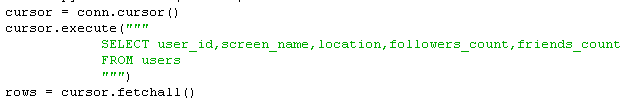 cursor = conn.cursor()
cursor.execute("""
            SELECT user_id,screen_name,location,followers_count,friends_count
            FROM users
            """)
rows = cursor.fetchall()